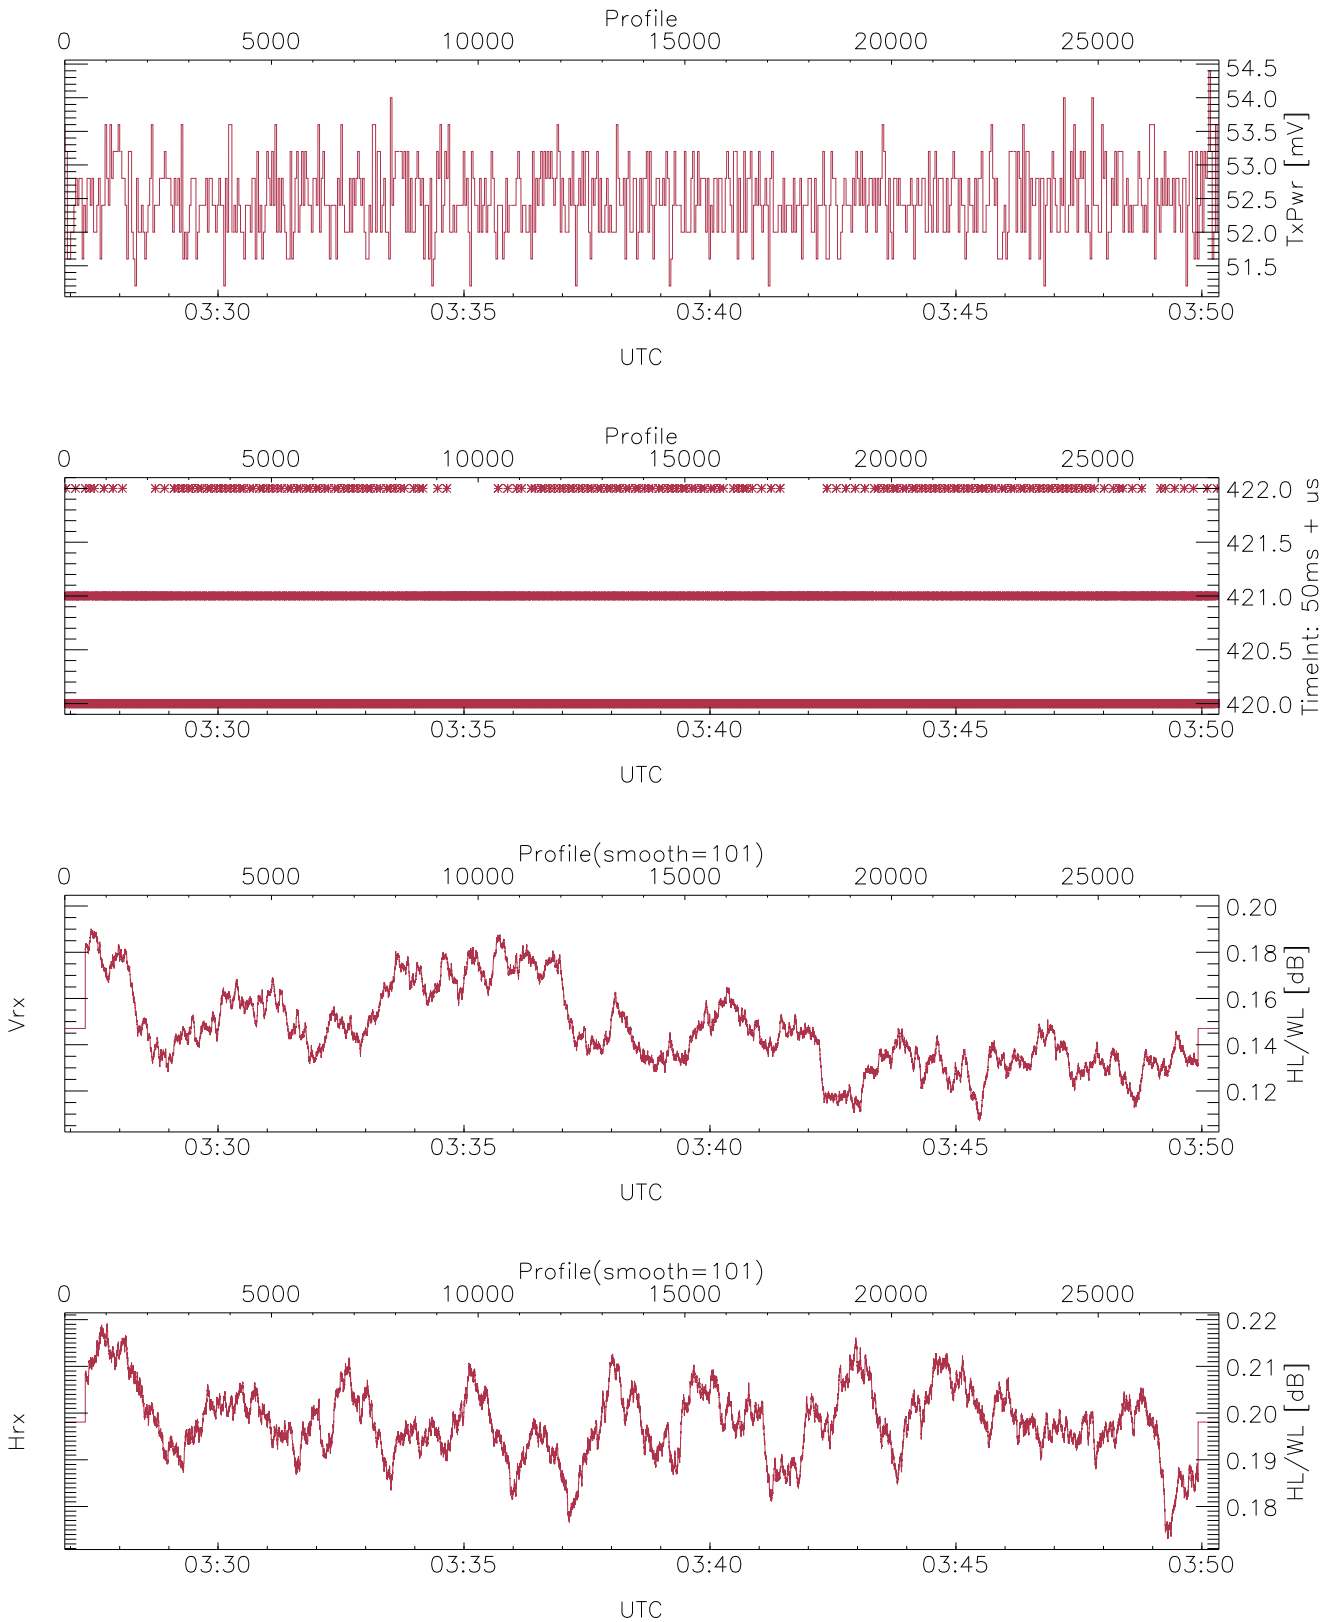 Profile
0 5000 10000 15000 20000 25000
54.5
54.0
53.5
53.0
52.5
52.0
51.5
TxPwr [mV]
03:30 03:35 03:40 03:45 03:50
UTC
Profile
0 5000 10000 15000 20000 25000
422.0
421.5
421.0
420.5
420.0
TimeInt: 50ms + us
03:30 03:35 03:40 03:45 03:50
UTC
Profile(smooth=101)
0 5000 10000 15000 20000 25000
Vrx
0.20
0.18
0.16
0.14
0.12
HL/WL [dB]
03:30 03:35 03:40 03:45 03:50
UTC
Profile(smooth=101)
0 5000 10000 15000 20000 25000
Hrx
0.22
0.21
0.20
0.19
0.18
HL/WL [dB]
03:30 03:35 03:40 03:45 03:50
UTC